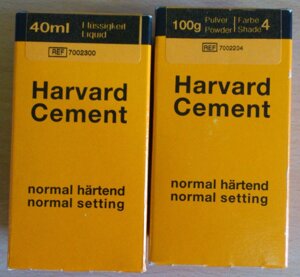 40ml Flüssigkeit
Liquid
REF 7002300
Harvard
Cement
normal härtend
normal setting
100g Pulver Farbe 4
Powder Shade
REF 7002204
Harvard
Cement
normal härtend
normal setting